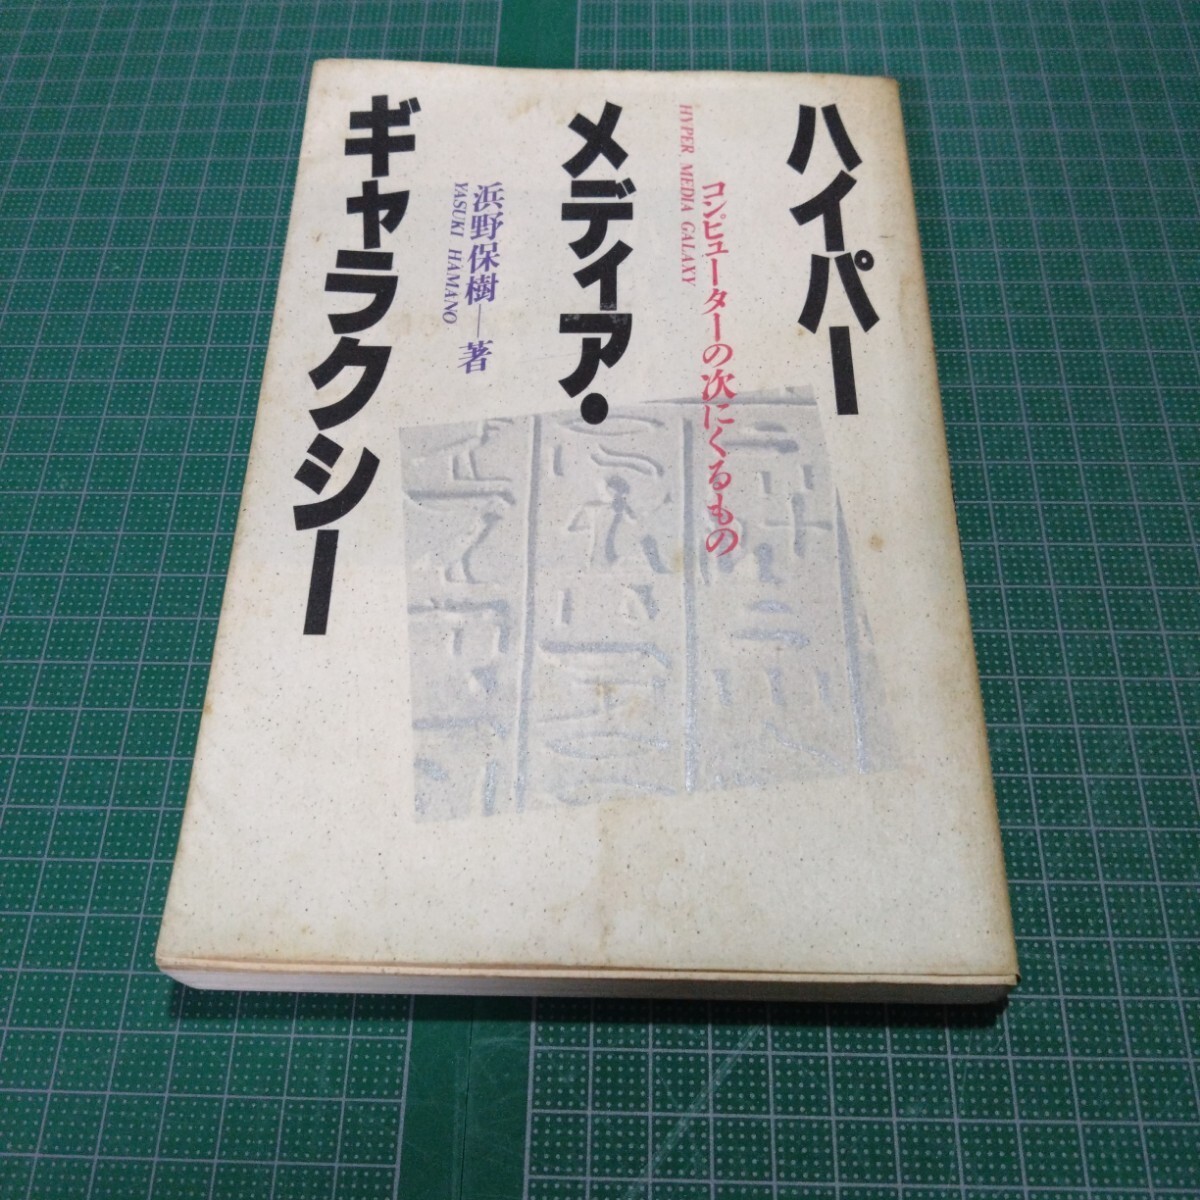 ハイパー
メディア・
ギャラクシー
コンピューターの次にくるもの
HYPER MEDIA GALAXY
浜野保樹―著
YASUKI HAMANO